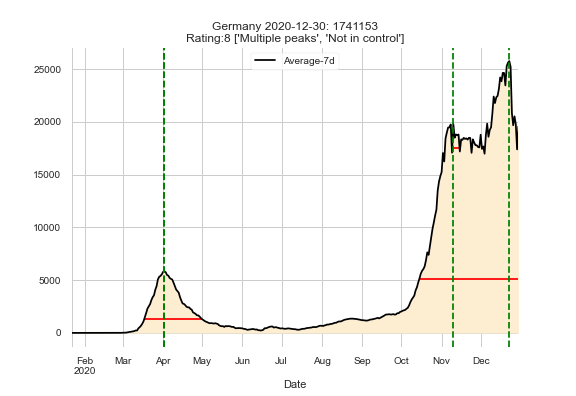 Germany 2020-12-30: 1741153
Rating:8 ['Multiple peaks', 'Not in control']
Average-7d
25000
20000
15000
10000
5000
0
Feb Mar Apr May Jun Jul Aug Sep Oct Nov Dec
2020
Date